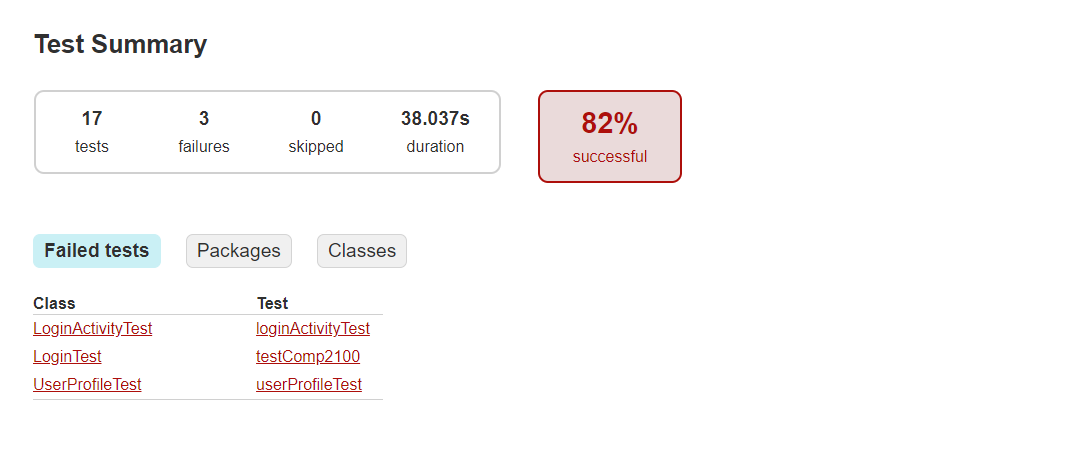 Test Summary
17 3 0 38.037s
tests failures skipped duration
82%
successful
Failed tests Packages Classes
Class Test
LoginActivityTest loginActivityTest
LoginTest testComp2100
UserProfileTest userProfileTest